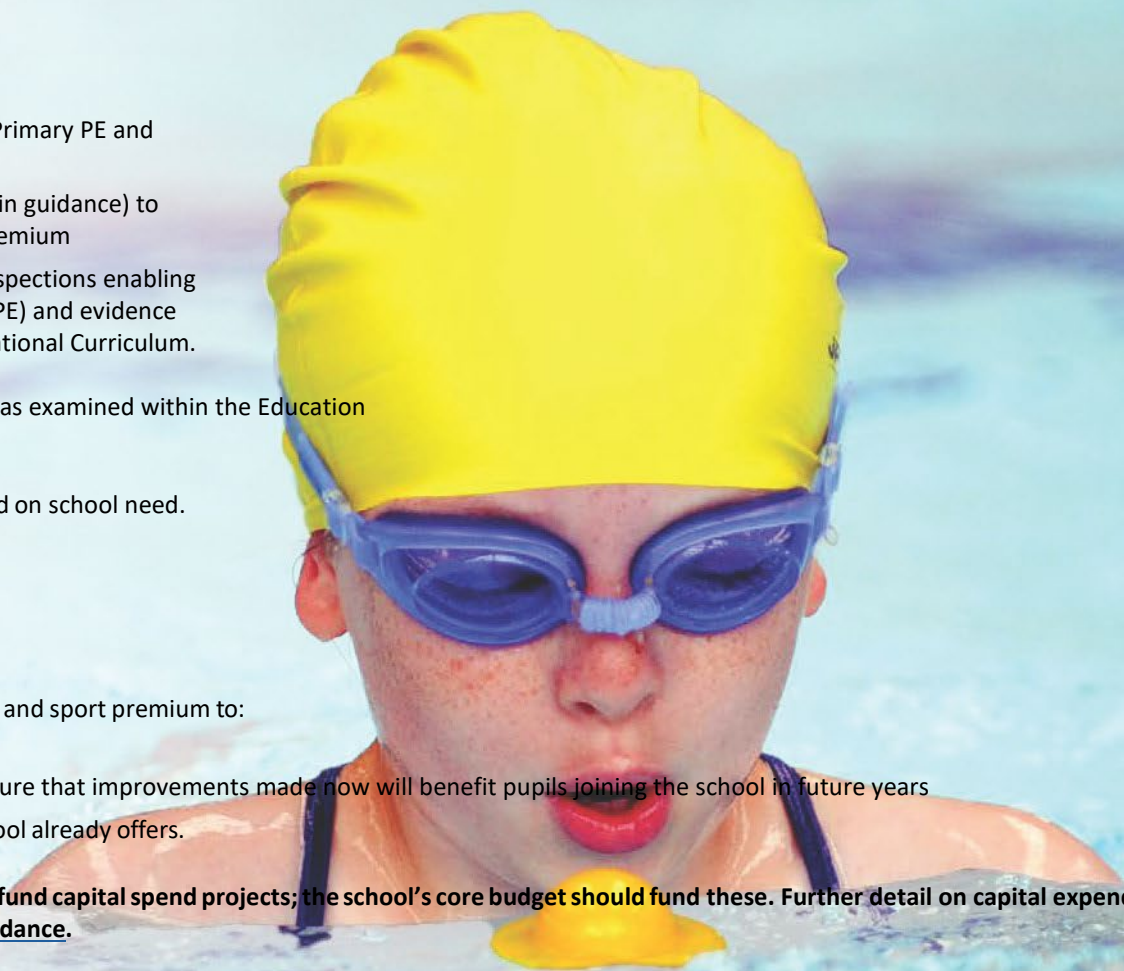 Primary PE and
in guidance) to
emium
spections enabling
PE) and evidence
ational Curriculum.
as examined within the Education
d on school need.
and sport premium to:
ure that improvements made now will benefit pupils joining the school in future years
ool already offers.
fund capital spend projects; the school's core budget should fund these. Further detail on capital expend
dance.